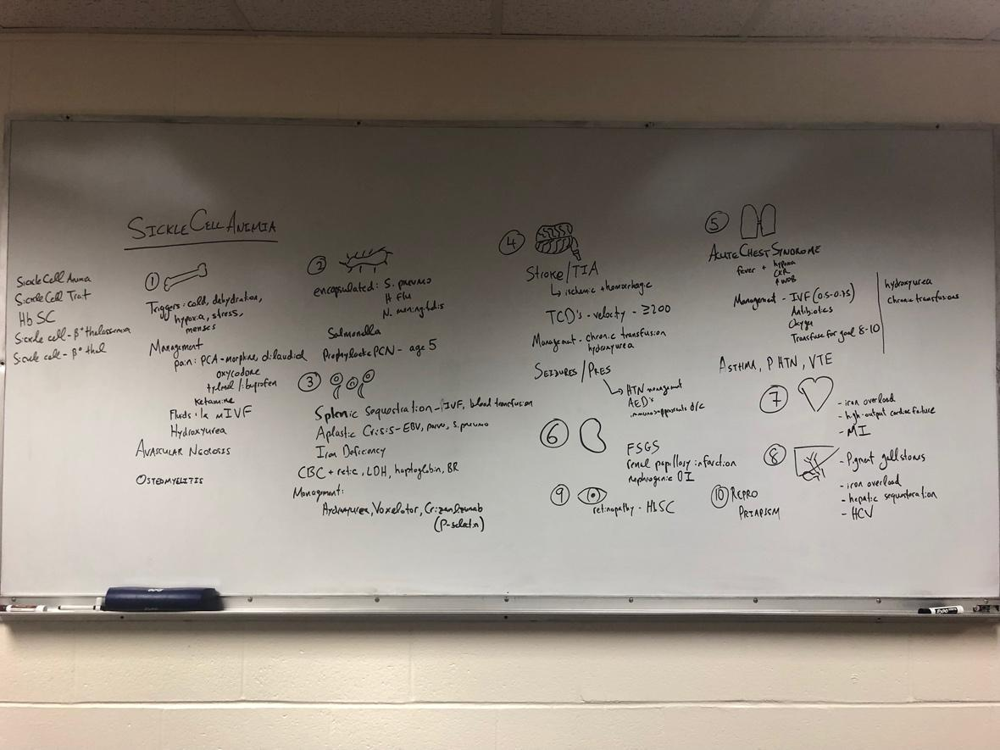 SICKLE CELL ANIMIA
Sickle Cell Anima
Sickle Cell Trait
Hb SC
Sickle cell - β⁺ thalassemia
Sickle cell - β° thal
①
Triggers: cold, dehydration,
hypoxia, stress,
menses
Management
pain: PCA - morphine, dilaudid
oxycodone
tylenol / ibuprofen
ketamine
Fluids: 1x mIVF
Hydroxyurea
AVASCULAR NECROSIS
OSTEOMYELITIS
②
encapsulated: S. pneumo
H flu
N. meningitidis
Salmonella
Prophylactic PCN - age 5
③
Splenic Sequestration - IVF, blood transfusion
Aplastic Crisis - EBV, parvo, S. pneumo
Iron Deficiency
CBC + retic, LDH, haptoglobin, BR
Management:
Hydroxyurea, Voxelotor, Crizanlizumab
(P-selectin)
④
Stroke/TIA
↳ ischemic + hemorrhagic
TCD's - velocity - ≥200
Management - chronic transfusion
hydroxyurea
SEIZURES / PRES
↳ HTN management
AED's
immunosuppressants d/c
⑤
ACUTE CHEST SYNDROME
fever + hypoxia
CXR
↑ WOB
Management - IVF (0.5-0.75)
Antibiotics
Oxygen
Transfuse for goal 8-10
hydroxyurea
chronic transfusions
ASTHMA, P HTN, VTE
⑥
FSGS
renal papillary infarction
nephrogenic DI
⑦
- iron overload
- high-output cardiac failure
- MI
⑧
- Pigment gallstones
- iron overload
- hepatic sequesteration
- HCV
⑨
retinopathy - HbSC
⑩ REPRO
PRIAPISM
EXPO